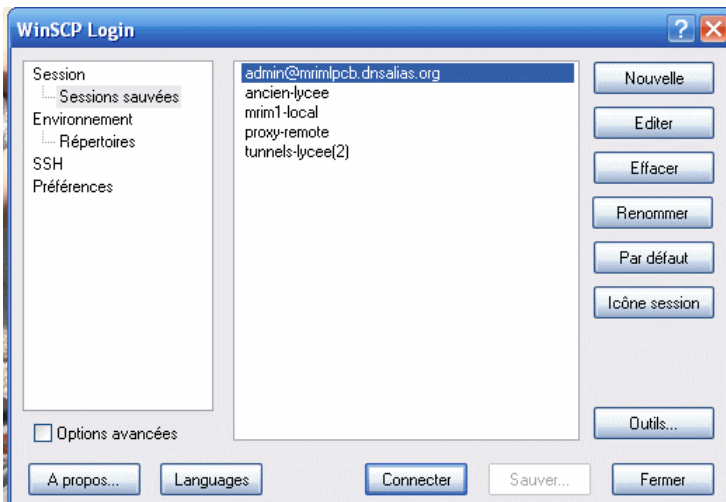 WinSCP Login
Session
Sessions sauvées
Environnement
Répertoires
SSH
Préférences
Options avancées
admin@mrimlpcb.dnsalias.org
ancien-lycee
mrim1-local
proxy-remote
tunnels-lycee(2)
Nouvelle
Editer
Effacer
Renommer
Par défaut
Icône session
Outils...
A propos...
Languages
Connecter
Sauver...
Fermer